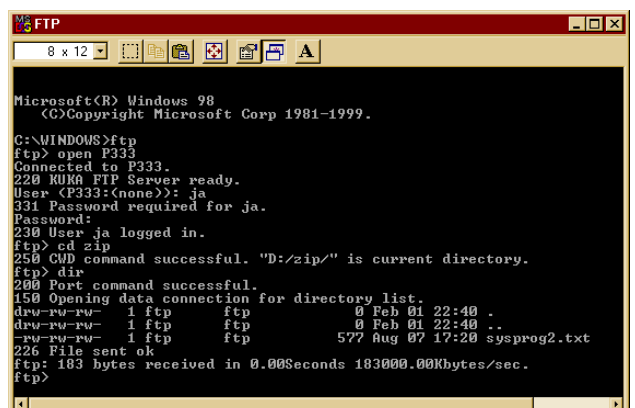 FTP
8 x 12
A
Microsoft(R) Windows 98
(C)Copyright Microsoft Corp 1981-1999.
C:\WINDOWS>ftp
ftp> open P333
Connected to P333.
220 KUKA FTP Server ready.
User (P333:(none)): ja
331 Password required for ja.
Password:
230 User ja logged in.
ftp> cd zip
250 CWD command successful. "D:/zip/" is current directory.
ftp> dir
200 Port command successful.
150 Opening data connection for directory list.
drw-rw-rw-   1 ftp      ftp            0 Feb 01 22:40 .
drw-rw-rw-   1 ftp      ftp            0 Feb 01 22:40 ..
-rw-rw-rw-   1 ftp      ftp          577 Aug 07 17:20 sysprog2.txt
226 File sent ok
ftp: 183 bytes received in 0.00Seconds 183000.00Kbytes/sec.
ftp>